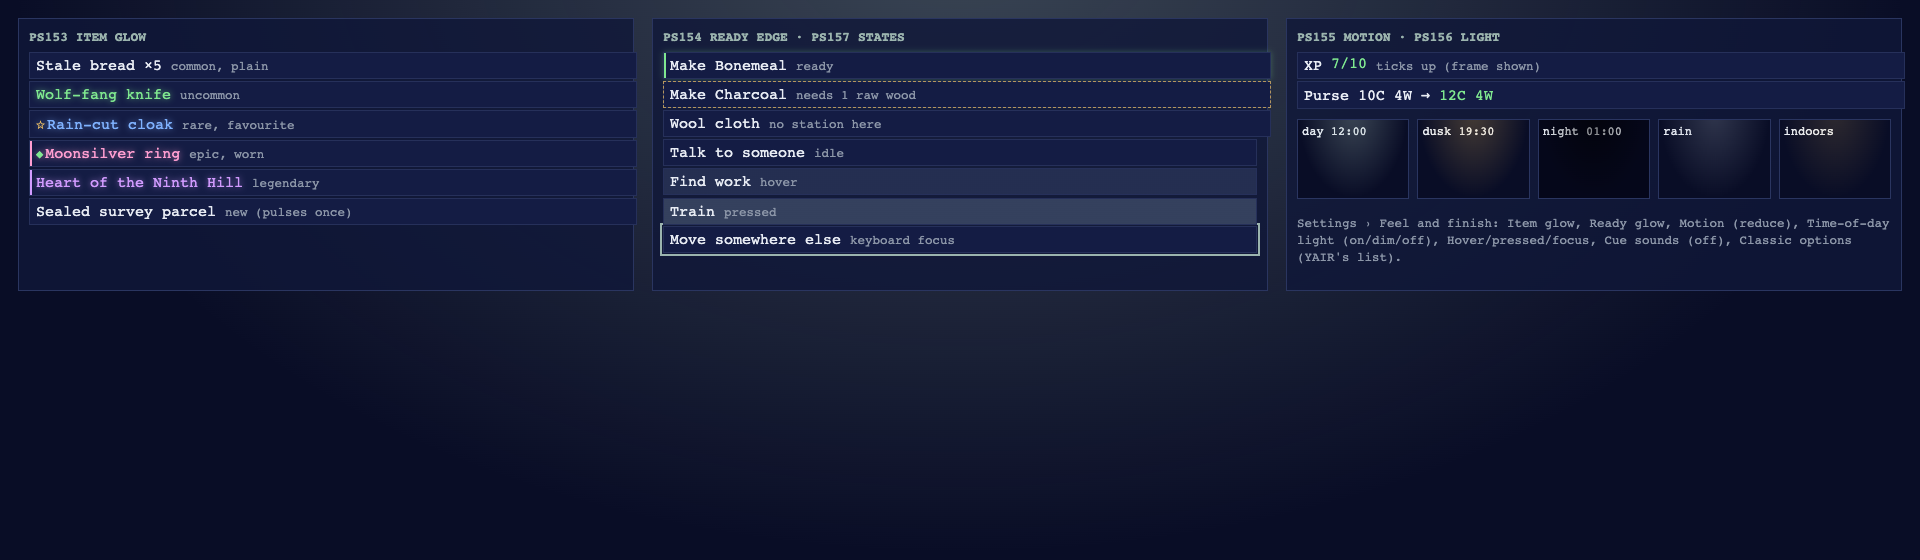 PS153 ITEM GLOW
Stale bread ×5 common, plain
Wolf-fang knife uncommon
☆Rain-cut cloak rare, favourite
◆Moonsilver ring epic, worn
Heart of the Ninth Hill legendary
Sealed survey parcel new (pulses once)
PS154 READY EDGE · PS157 STATES
Make Bonemeal ready
Make Charcoal needs 1 raw wood
Wool cloth no station here
Talk to someone idle
Find work hover
Train pressed
Move somewhere else keyboard focus
PS155 MOTION · PS156 LIGHT
XP 7/10 ticks up (frame shown)
Purse 10C 4W → 12C 4W
day 12:00
dusk 19:30
night 01:00
rain
indoors
Settings › Feel and finish: Item glow, Ready glow, Motion (reduce), Time-of-day
light (on/dim/off), Hover/pressed/focus, Cue sounds (off), Classic options
(YAIR's list).